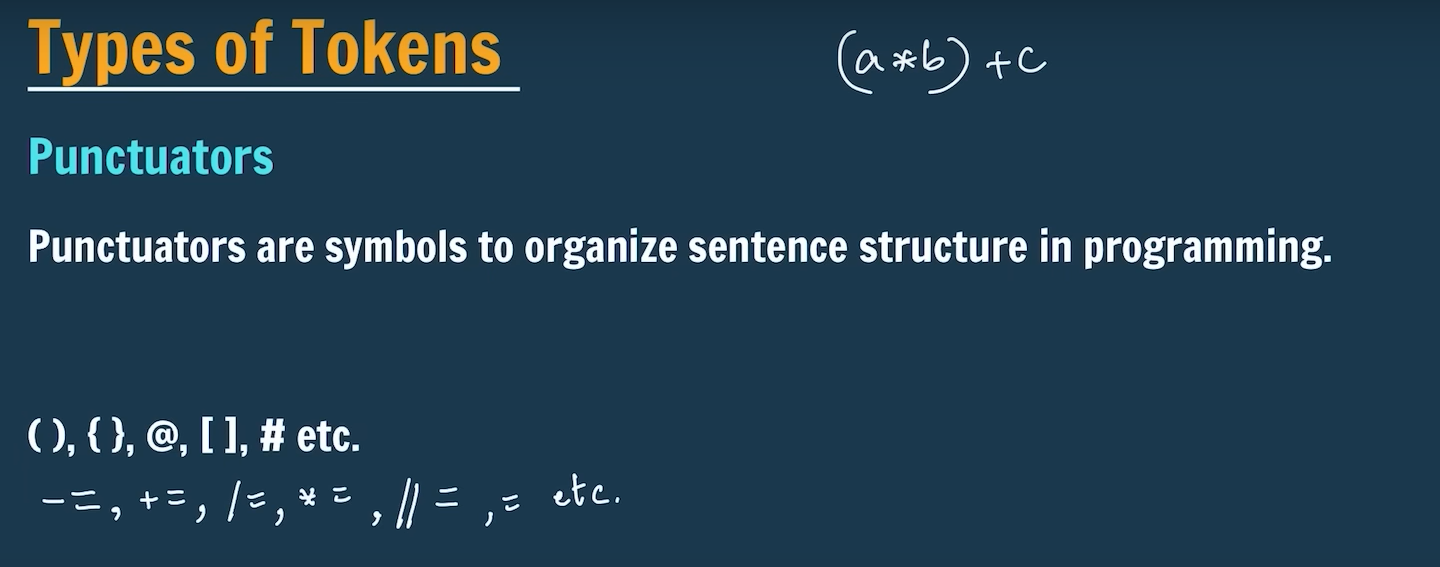 Types of Tokens
(a*b) +c
Punctuators
Punctuators are symbols to organize sentence structure in programming.
( ), { }, @, [ ], # etc.
-=, +=, /=, *=, //=, = etc.